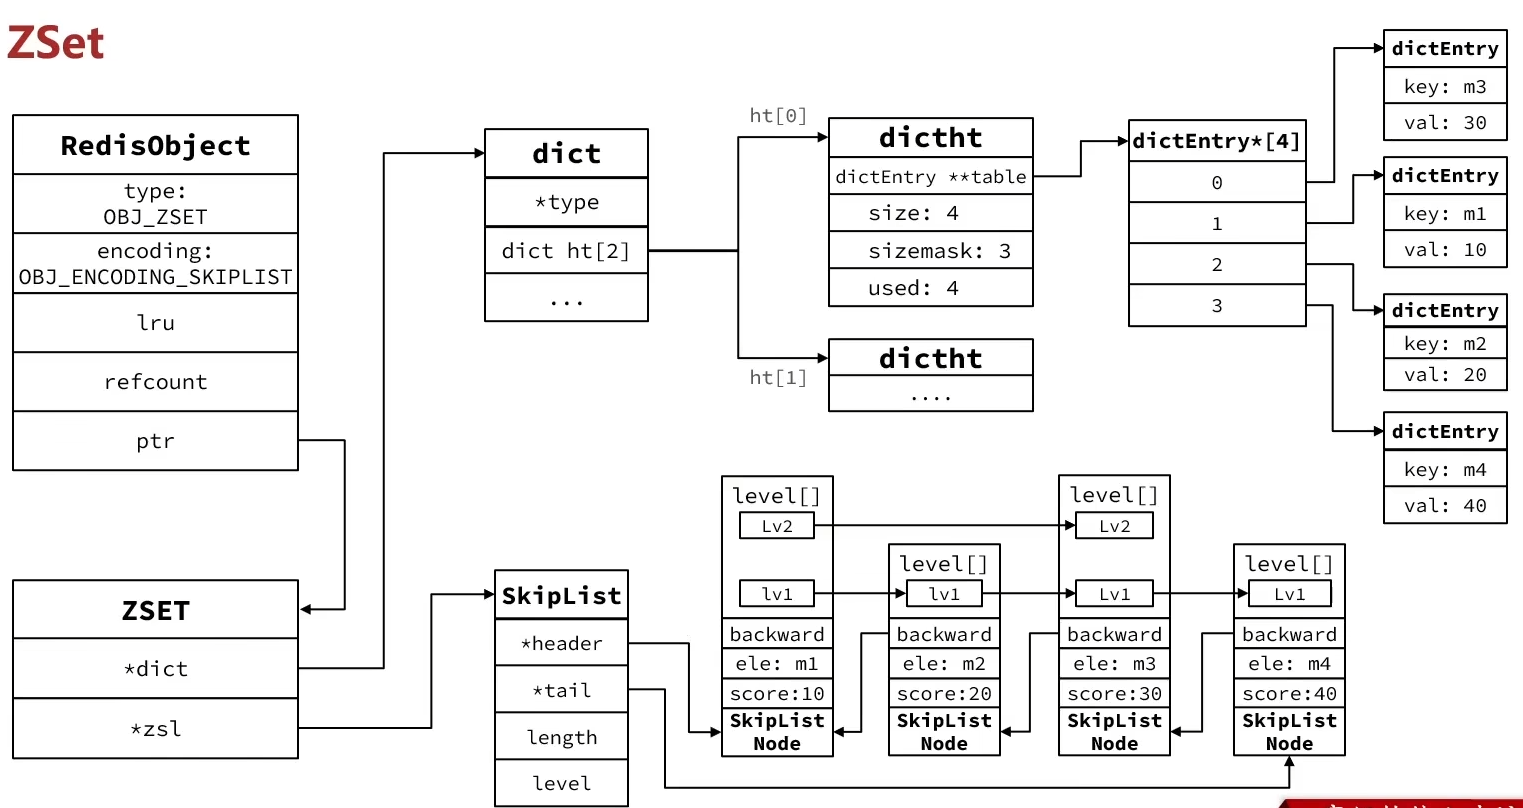 ZSet
RedisObject
type:
OBJ_ZSET
encoding:
OBJ_ENCODING_SKIPLIST
lru
refcount
ptr
ZSET
*dict
*zsl
dict
*type
dict ht[2]
...
ht[0]
ht[1]
dictht
dictEntry **table
size: 4
sizemask: 3
used: 4
dictht
....
dictEntry*[4]
0
1
2
3
dictEntry
key: m3
val: 30
dictEntry
key: m1
val: 10
dictEntry
key: m2
val: 20
dictEntry
key: m4
val: 40
SkipList
*header
*tail
length
level
level[]
Lv2
lv1
backward
ele: m1
score:10
SkipList
Node
level[]
lv1
backward
ele: m2
score:20
SkipList
Node
level[]
Lv2
Lv1
backward
ele: m3
score:30
SkipList
Node
level[]
Lv1
backward
ele: m4
score:40
SkipList
Node